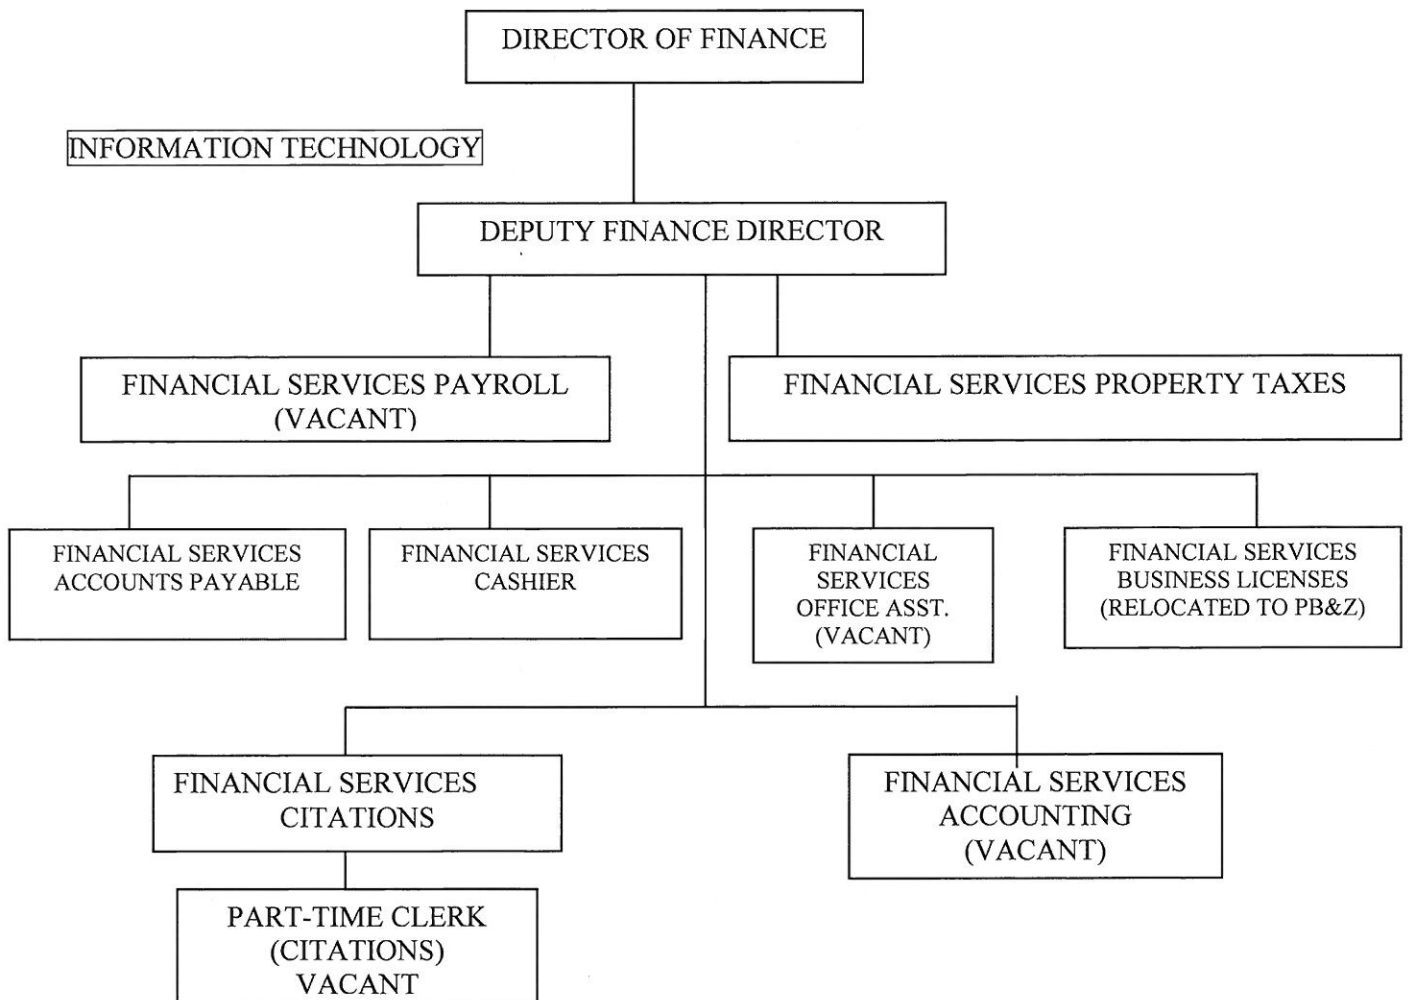 DIRECTOR OF FINANCE
INFORMATION TECHNOLOGY
DEPUTY FINANCE DIRECTOR
FINANCIAL SERVICES PAYROLL
(VACANT)
FINANCIAL SERVICES PROPERTY TAXES
FINANCIAL SERVICES
ACCOUNTS PAYABLE
FINANCIAL SERVICES
CASHIER
FINANCIAL
SERVICES
OFFICE ASST.
(VACANT)
FINANCIAL SERVICES
BUSINESS LICENSES
(RELOCATED TO PB&Z)
FINANCIAL SERVICES
CITATIONS
FINANCIAL SERVICES
ACCOUNTING
(VACANT)
PART-TIME CLERK
(CITATIONS)
VACANT